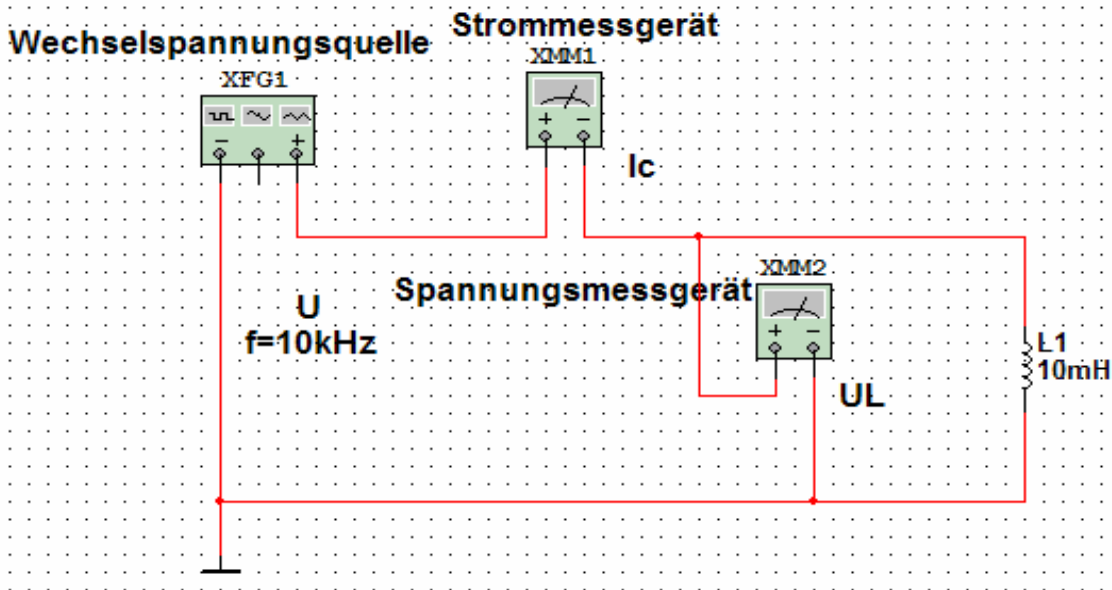 Wechselspannungsquelle
Strommessgerät
XFG1
XMM1
+ −
− +
Ic
Spannungsmessgerät
XMM2
+ −
U
f=10kHz
UL
L1
10mH